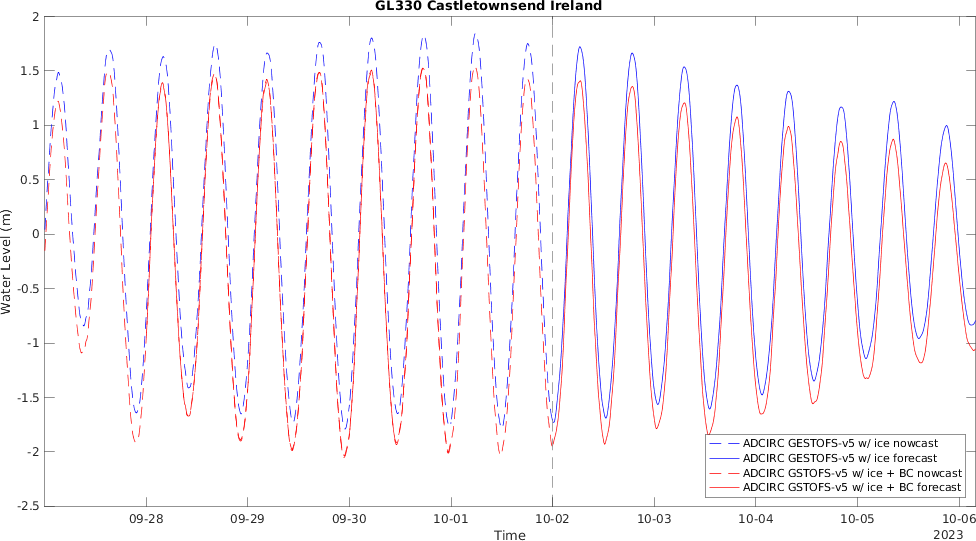 GL330 Castletownsend Ireland
2
1.5
1
0.5
0
-0.5
-1
-1.5
-2
-2.5
Water Level (m)
09-28 09-29 09-30 10-01 10-02 10-03 10-04 10-05 10-06
2023
Time
ADCIRC GESTOFS-v5 w/ ice nowcast
ADCIRC GESTOFS-v5 w/ ice forecast
ADCIRC GSTOFS-v5 w/ ice + BC nowcast
ADCIRC GSTOFS-v5 w/ ice + BC forecast